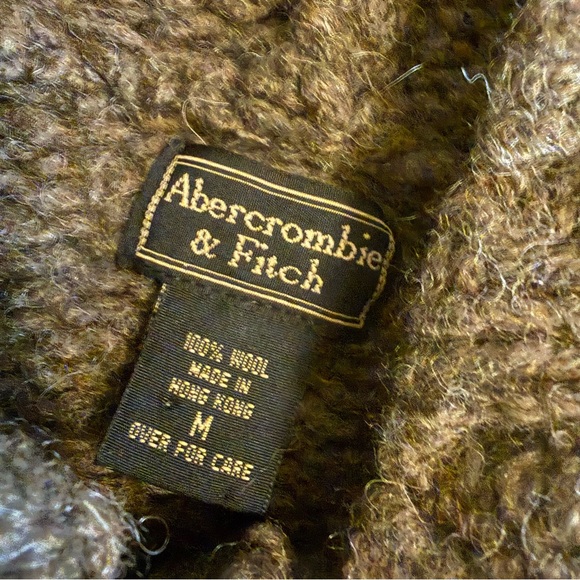 Abercrombie
& Fitch
100% WOOL
MADE IN
HONG KONG
M
OVER FOR CARE